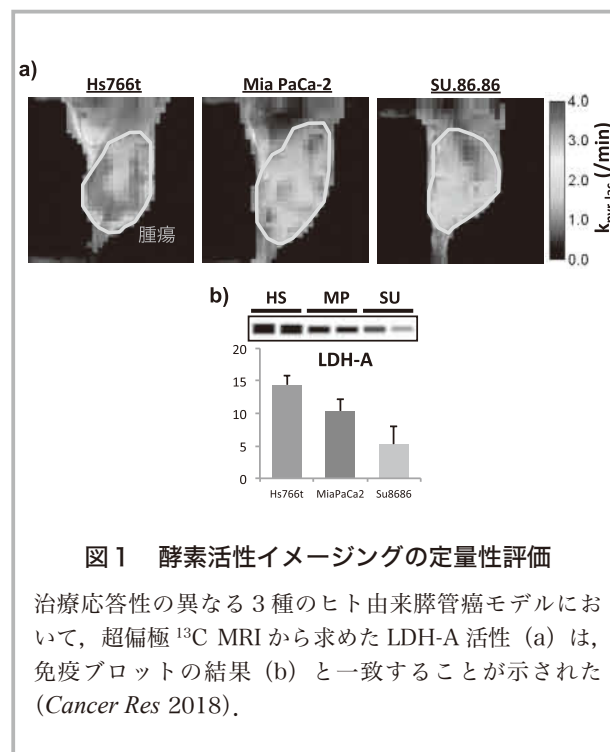 a)
Hs766t Mia PaCa-2 SU.86.86
腫瘍
4.0
3.0
2.0
1.0
0.0
k pyr-lac (/min)
b)
HS MP SU
LDH-A
20
15
10
5
0
Hs766t MiaPaCa2 Su8686
図1 酵素活性イメージングの定量性評価
治療応答性の異なる3種のヒト由来膵管癌モデルにお
いて，超偏極 ¹³C MRI から求めた LDH-A 活性（a）は，
免疫ブロットの結果（b）と一致することが示された
(Cancer Res 2018)．